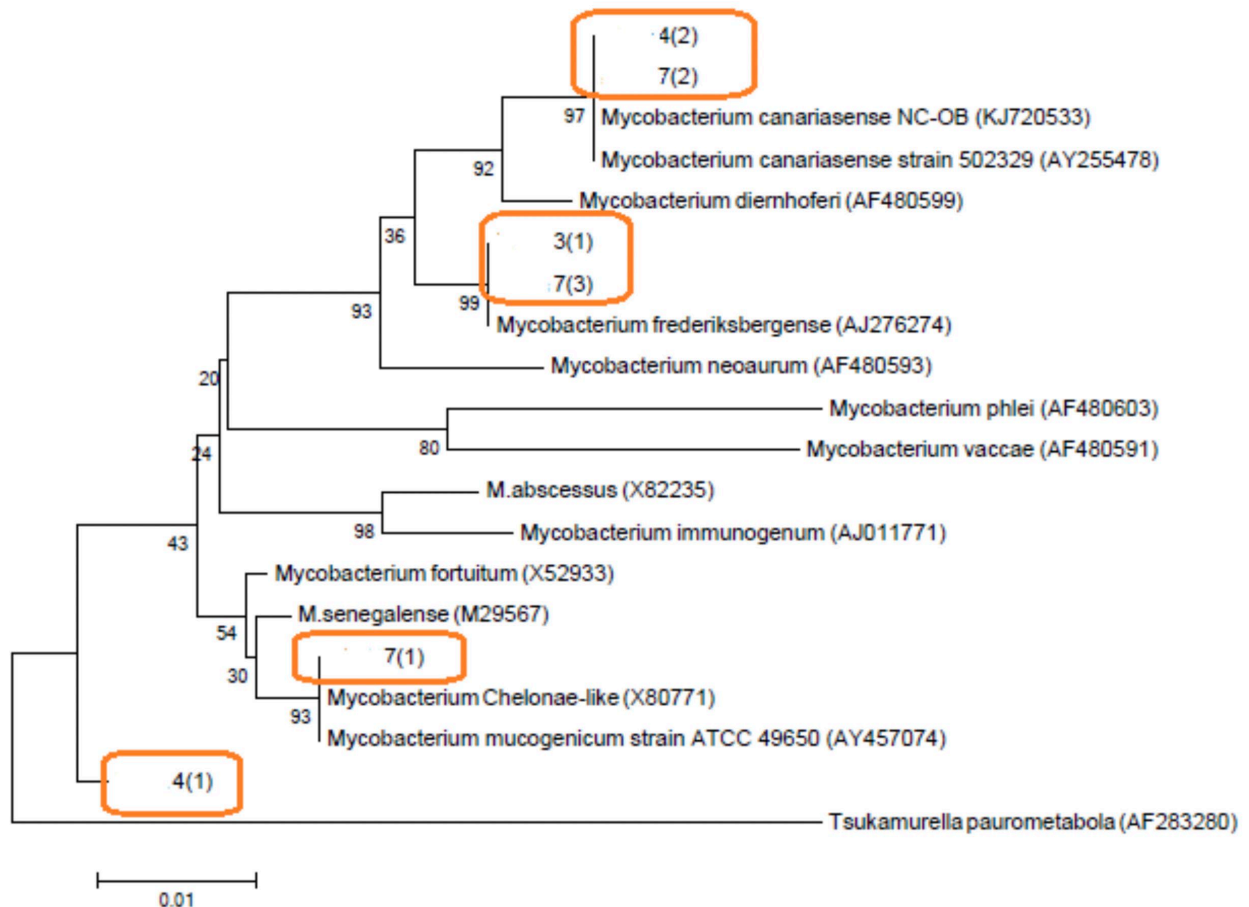 4(2)
7(2)
97
Mycobacterium canariasense NC-OB (KJ720533)
Mycobacterium canariasense strain 502329 (AY255478)
92
Mycobacterium diernhoferi (AF480599)
36
3(1)
7(3)
99
Mycobacterium frederiksbergense (AJ276274)
93
Mycobacterium neoaurum (AF480593)
20
Mycobacterium phlei (AF480603)
80
Mycobacterium vaccae (AF480591)
24
M.abscessus (X82235)
98
Mycobacterium immunogenum (AJ011771)
43
Mycobacterium fortuitum (X52933)
M.senegalense (M29567)
54
7(1)
30
Mycobacterium Chelonae-like (X80771)
93
Mycobacterium mucogenicum strain ATCC 49650 (AY457074)
4(1)
Tsukamurella paurometabola (AF283280)
0.01